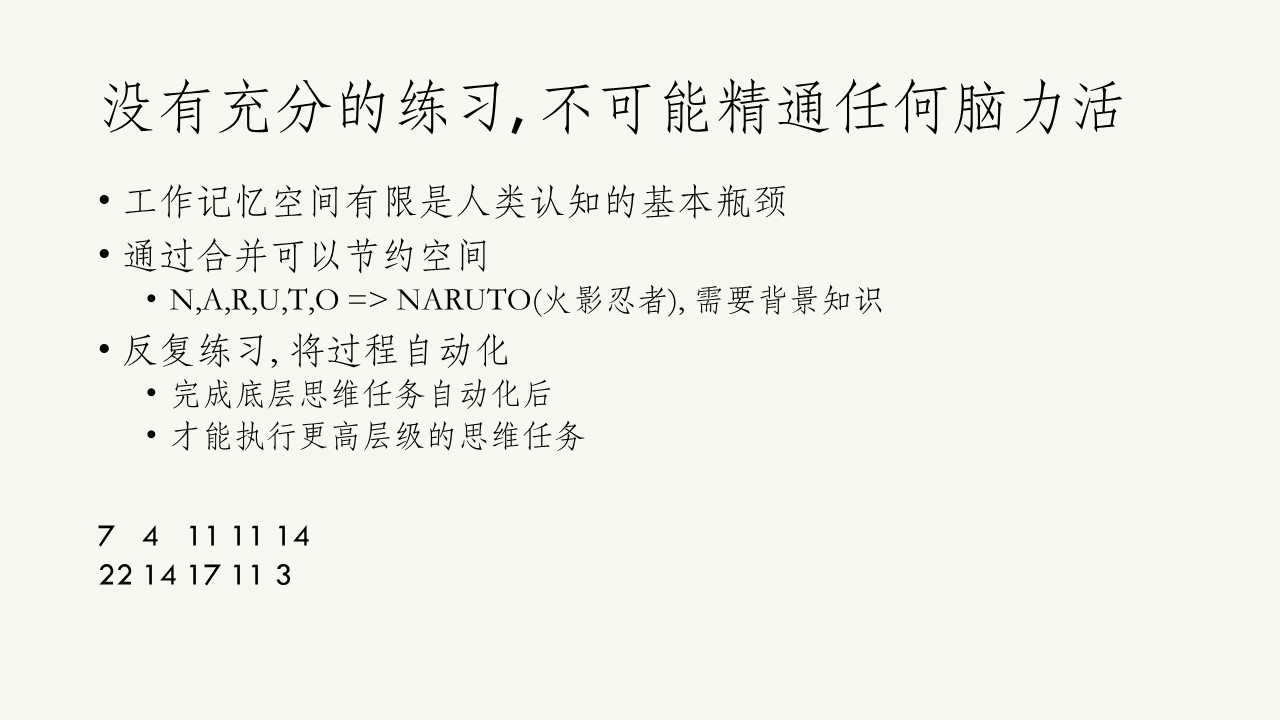 没有充分的练习, 不可能精通任何脑力活
• 工作记忆空间有限是人类认知的基本瓶颈
• 通过合并可以节约空间
• N,A,R,U,T,O => NARUTO(火影忍者), 需要背景知识
• 反复练习, 将过程自动化
• 完成底层思维任务自动化后
• 才能执行更高层级的思维任务
7 4 11 11 14
22 14 17 11 3